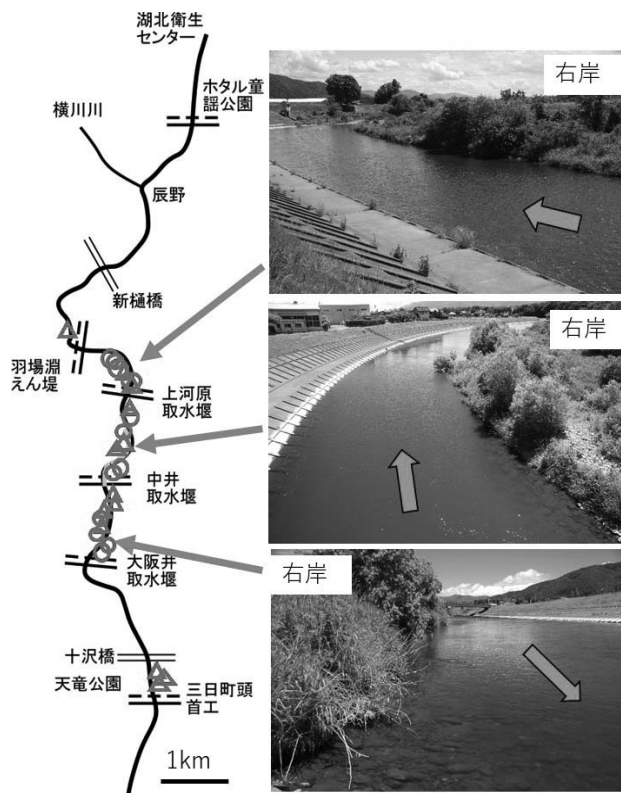 湖北衛生
センター
ホタル童
謡公園
横川川
辰野
新樋橋
羽場淵
えん堤
上河原
取水堰
中井
取水堰
大阪井
取水堰
十沢橋
天竜公園
三日町頭
首工
1km
右岸
右岸
右岸